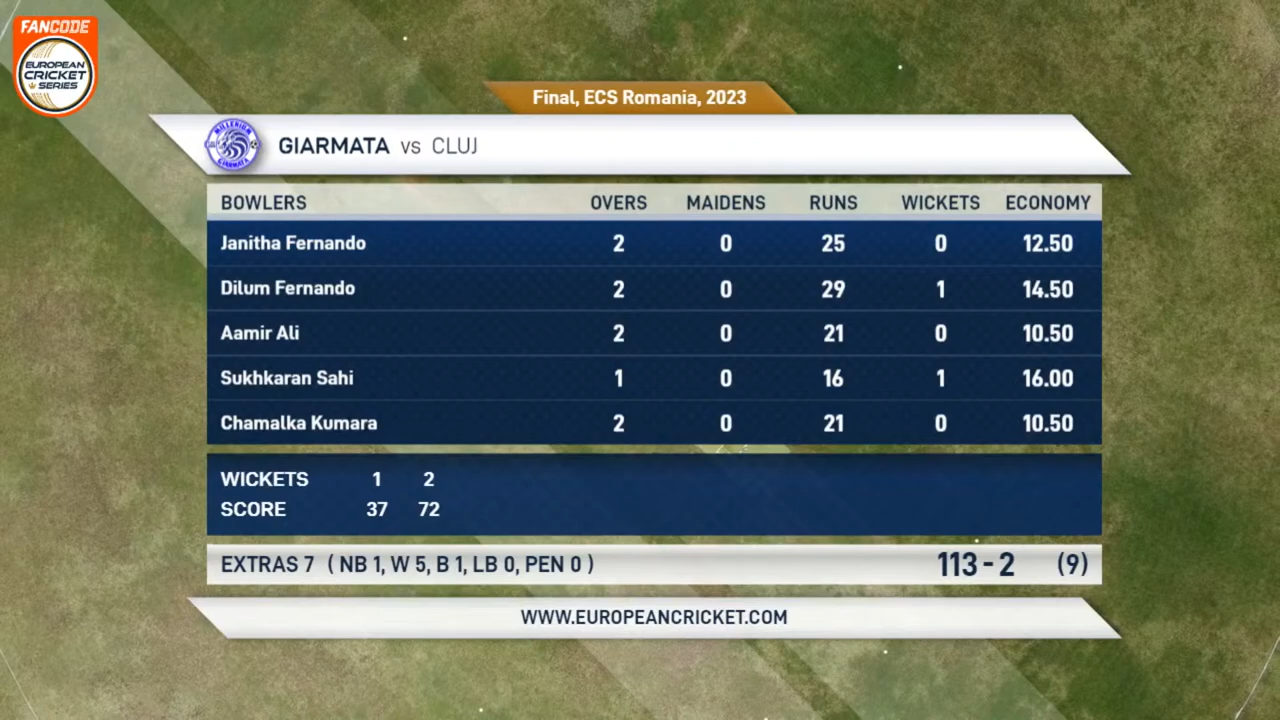 FANCODE
EUROPEAN
CRICKET
SERIES
Final, ECS Romania, 2023
MILLENIUM
GIARMATA
GIARMATA vs CLUJ
BOWLERS OVERS MAIDENS RUNS WICKETS ECONOMY
Janitha Fernando 2 0 25 0 12.50
Dilum Fernando 2 0 29 1 14.50
Aamir Ali 2 0 21 0 10.50
Sukhkaran Sahi 1 0 16 1 16.00
Chamalka Kumara 2 0 21 0 10.50
WICKETS 1 2
SCORE 37 72
EXTRAS 7 ( NB 1, W 5, B 1, LB 0, PEN 0 ) 113 - 2 (9)
WWW.EUROPEANCRICKET.COM